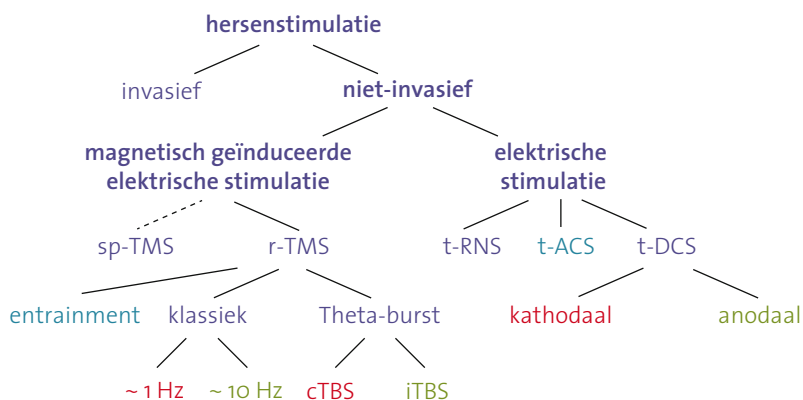 hersenstimulatie
invasief
niet-invasief
magnetisch geïnduceerde
elektrische stimulatie
elektrische
stimulatie
sp-TMS
r-TMS
t-RNS
t-ACS
t-DCS
entrainment
klassiek
Theta-burst
kathodaal
anodaal
~ 1 Hz
~ 10 Hz
cTBS
iTBS